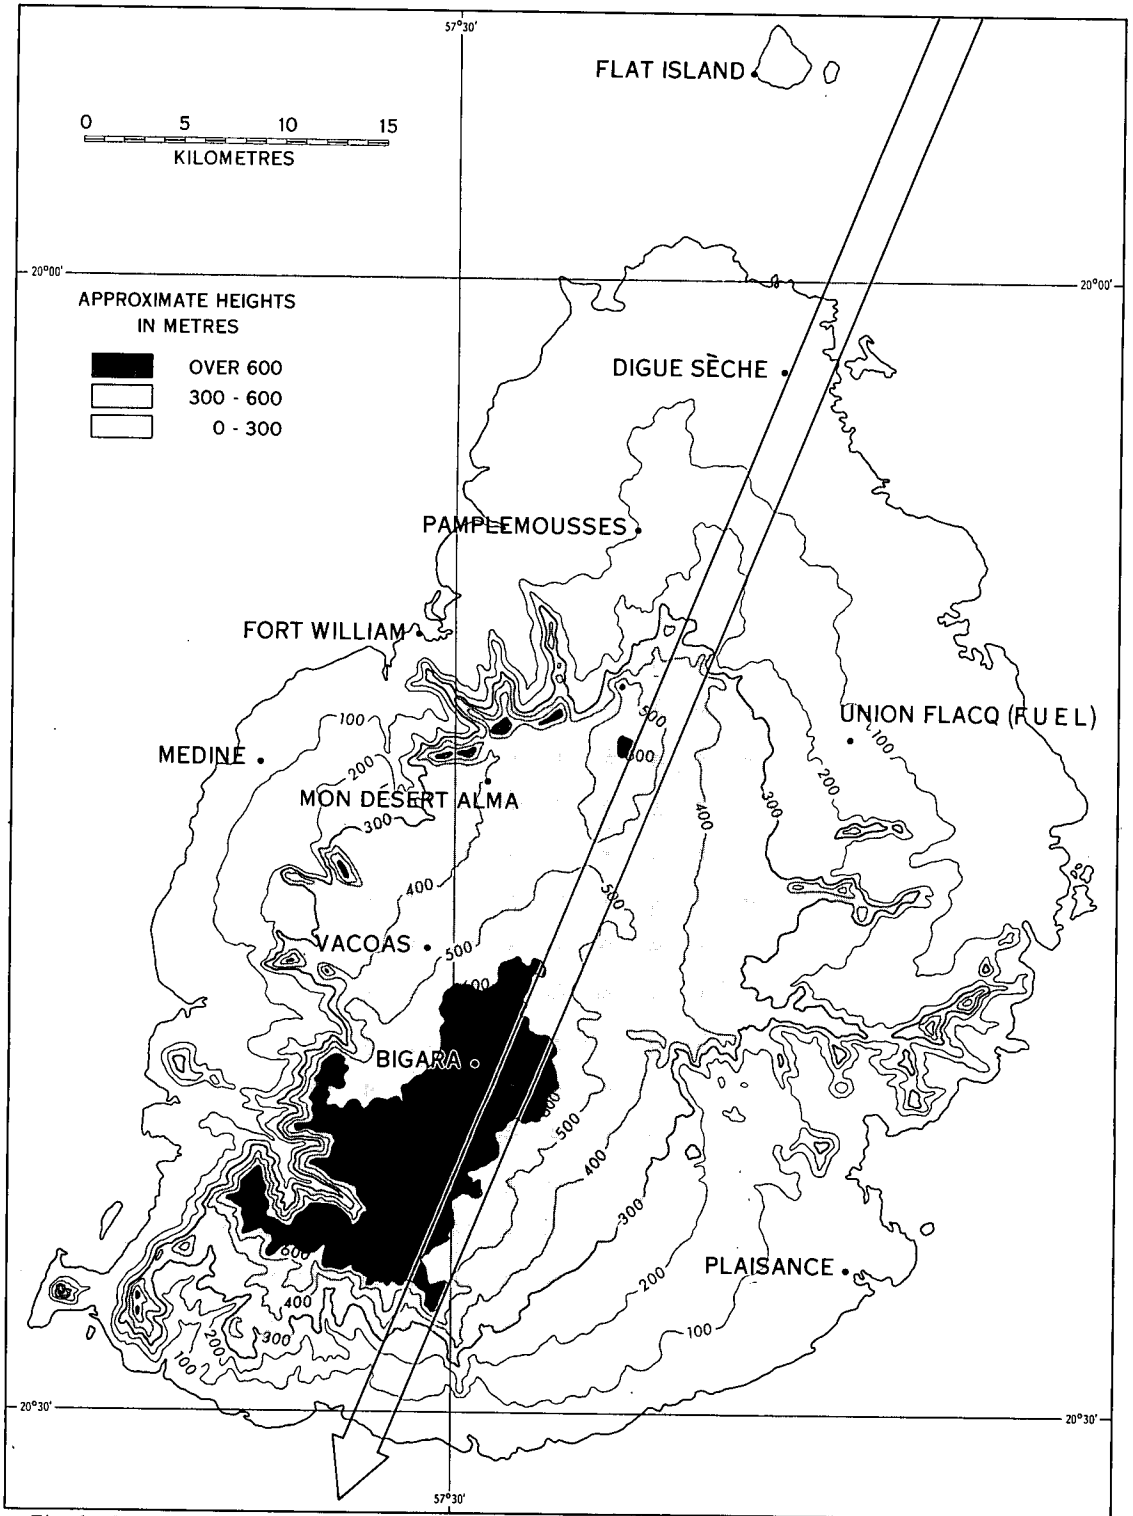 57°30'
FLAT ISLAND
0 5 10 15
KILOMETRES
20°00'
20°00'
APPROXIMATE HEIGHTS
IN METRES
OVER 600
300 - 600
0 - 300
DIGUE SÈCHE
PAMPLEMOUSSES
FORT WILLIAM
500
100
UNION FLACQ (F U E L)
100
MEDINE
600
200
200
MON DÉSERT ALMA
300
400
300
400
500
VACOAS
500
600
BIGARA
600
500
400
300
PLAISANCE
600
200
400
300
200
100
100
20°30'
20°30'
57°30'